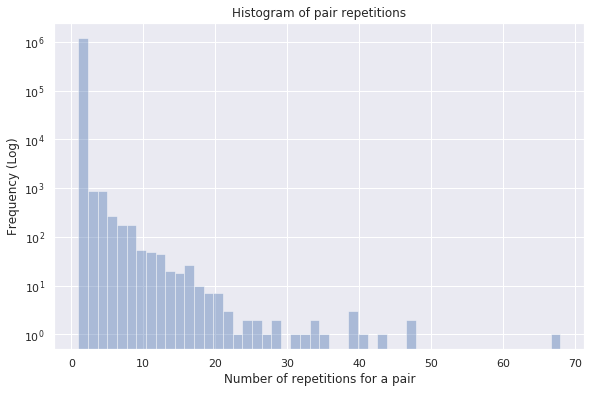 Histogram of pair repetitions
10⁶
10⁵
10⁴
10³
10²
10¹
10⁰
Frequency (Log)
0 10 20 30 40 50 60 70
Number of repetitions for a pair